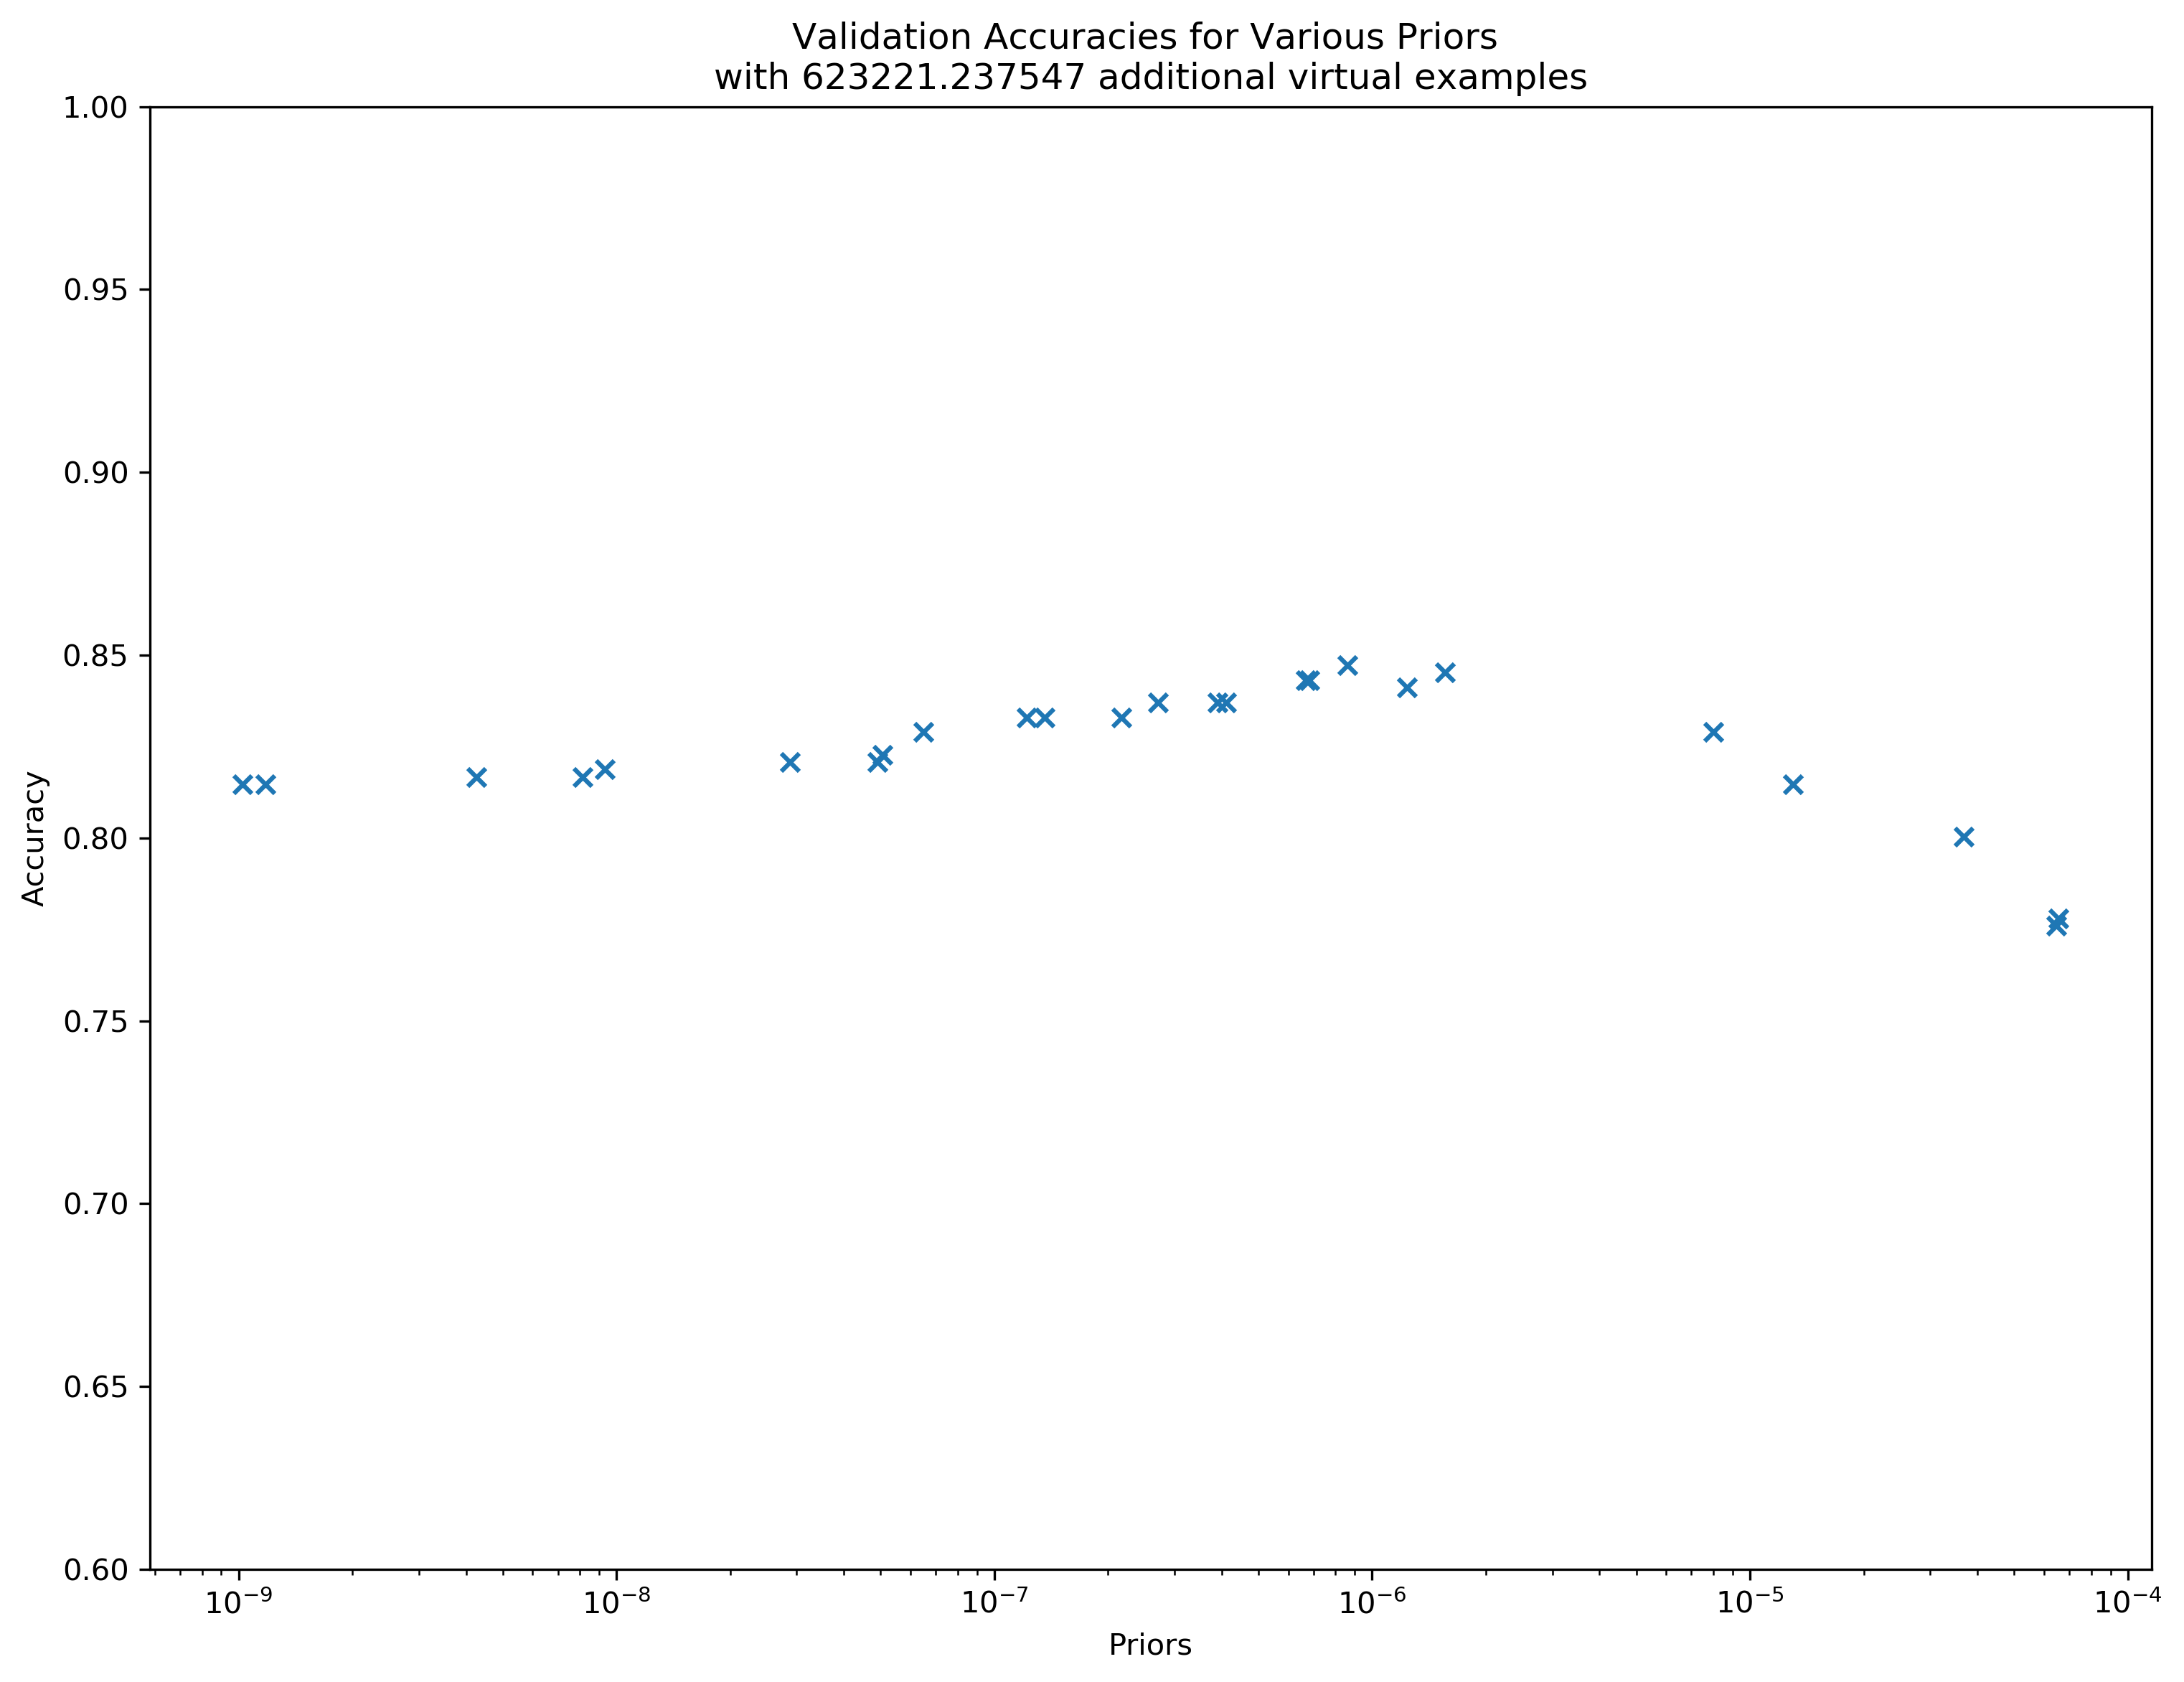 Validation Accuracies for Various Priors
with 623221.237547 additional virtual examples
1.00
0.95
0.90
0.85
0.80
0.75
0.70
0.65
0.60
Accuracy
10⁻⁹ 10⁻⁸ 10⁻⁷ 10⁻⁶ 10⁻⁵ 10⁻⁴
Priors